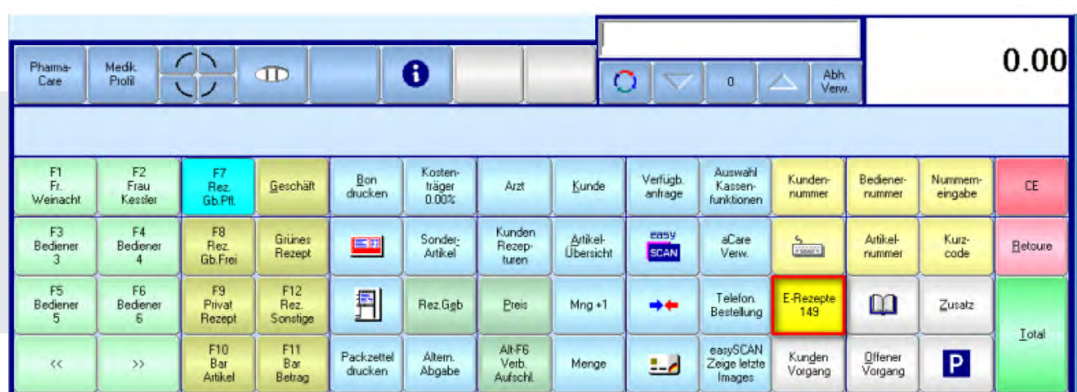 0.00
Pharma-
Care
Medik.
Profil
0
Abh.
Verw.
F1
Fr.
Weinacht
F2
Frau
Kessler
F7
Rez.
Gb.Pfl.
Geschäft
Bon
drucken
Kosten-
träger
0.00%
Arzt
Kunde
Verfügb.
anfrage
Auswahl
Kassen-
funktionen
Kunden-
nummer
Bediener-
nummer
Nummern-
eingabe
CE
F3
Bediener
3
F4
Bediener
4
F8
Rez.
Gb.Frei
Grünes
Rezept
Sonder-
Artikel
Kunden
Rezep-
turen
Artikel-
Übersicht
easy
SCAN
aCare
Verw.
Artikel-
nummer
Kurz-
code
Retoure
F5
Bediener
5
F6
Bediener
6
F9
Privat
Rezept
F12
Rez.
Sonstige
Rez.Geb
Preis
Mng +1
Telefon.
Bestellung
E-Rezepte
149
Zusatz
Total
<<
>>
F10
Bar
Artikel
F11
Bar
Betrag
Packzettel
drucken
Altern.
Abgabe
Alt-F6
Verb.
Aufschl.
Menge
easySCAN
Zeige letzte
Images
Kunden
Vorgang
Offener
Vorgang
P